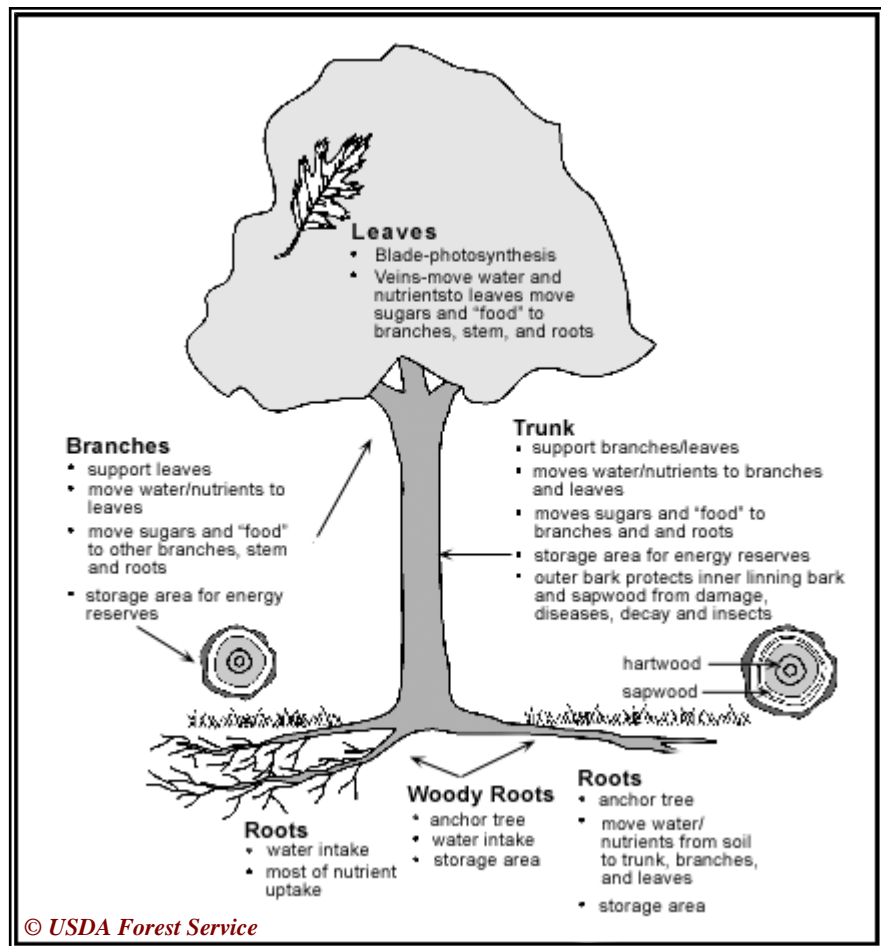 Leaves
• Blade-photosynthesis
• Veins-move water and
nutrientsto leaves move
sugars and “food” to
branches, stem, and roots
Branches
• support leaves
• move water/nutrients to
leaves
• move sugars and “food”
to other branches, stem
and roots
• storage area for energy
reserves
Trunk
▪ support branches/leaves
▪ moves water/nutrients to branches
and leaves
▪ moves sugars and “food” to
branches and and roots
▪ storage area for energy reserves
• outer bark protects inner linning bark
and sapwood from damage,
diseases, decay and insects
hartwood
sapwood
Roots
• water intake
• most of nutrient
uptake
Woody Roots
• anchor tree
• water intake
• storage area
Roots
• anchor tree
• move water/
nutrients from soil
to trunk, branches,
and leaves
• storage area
© USDA Forest Service